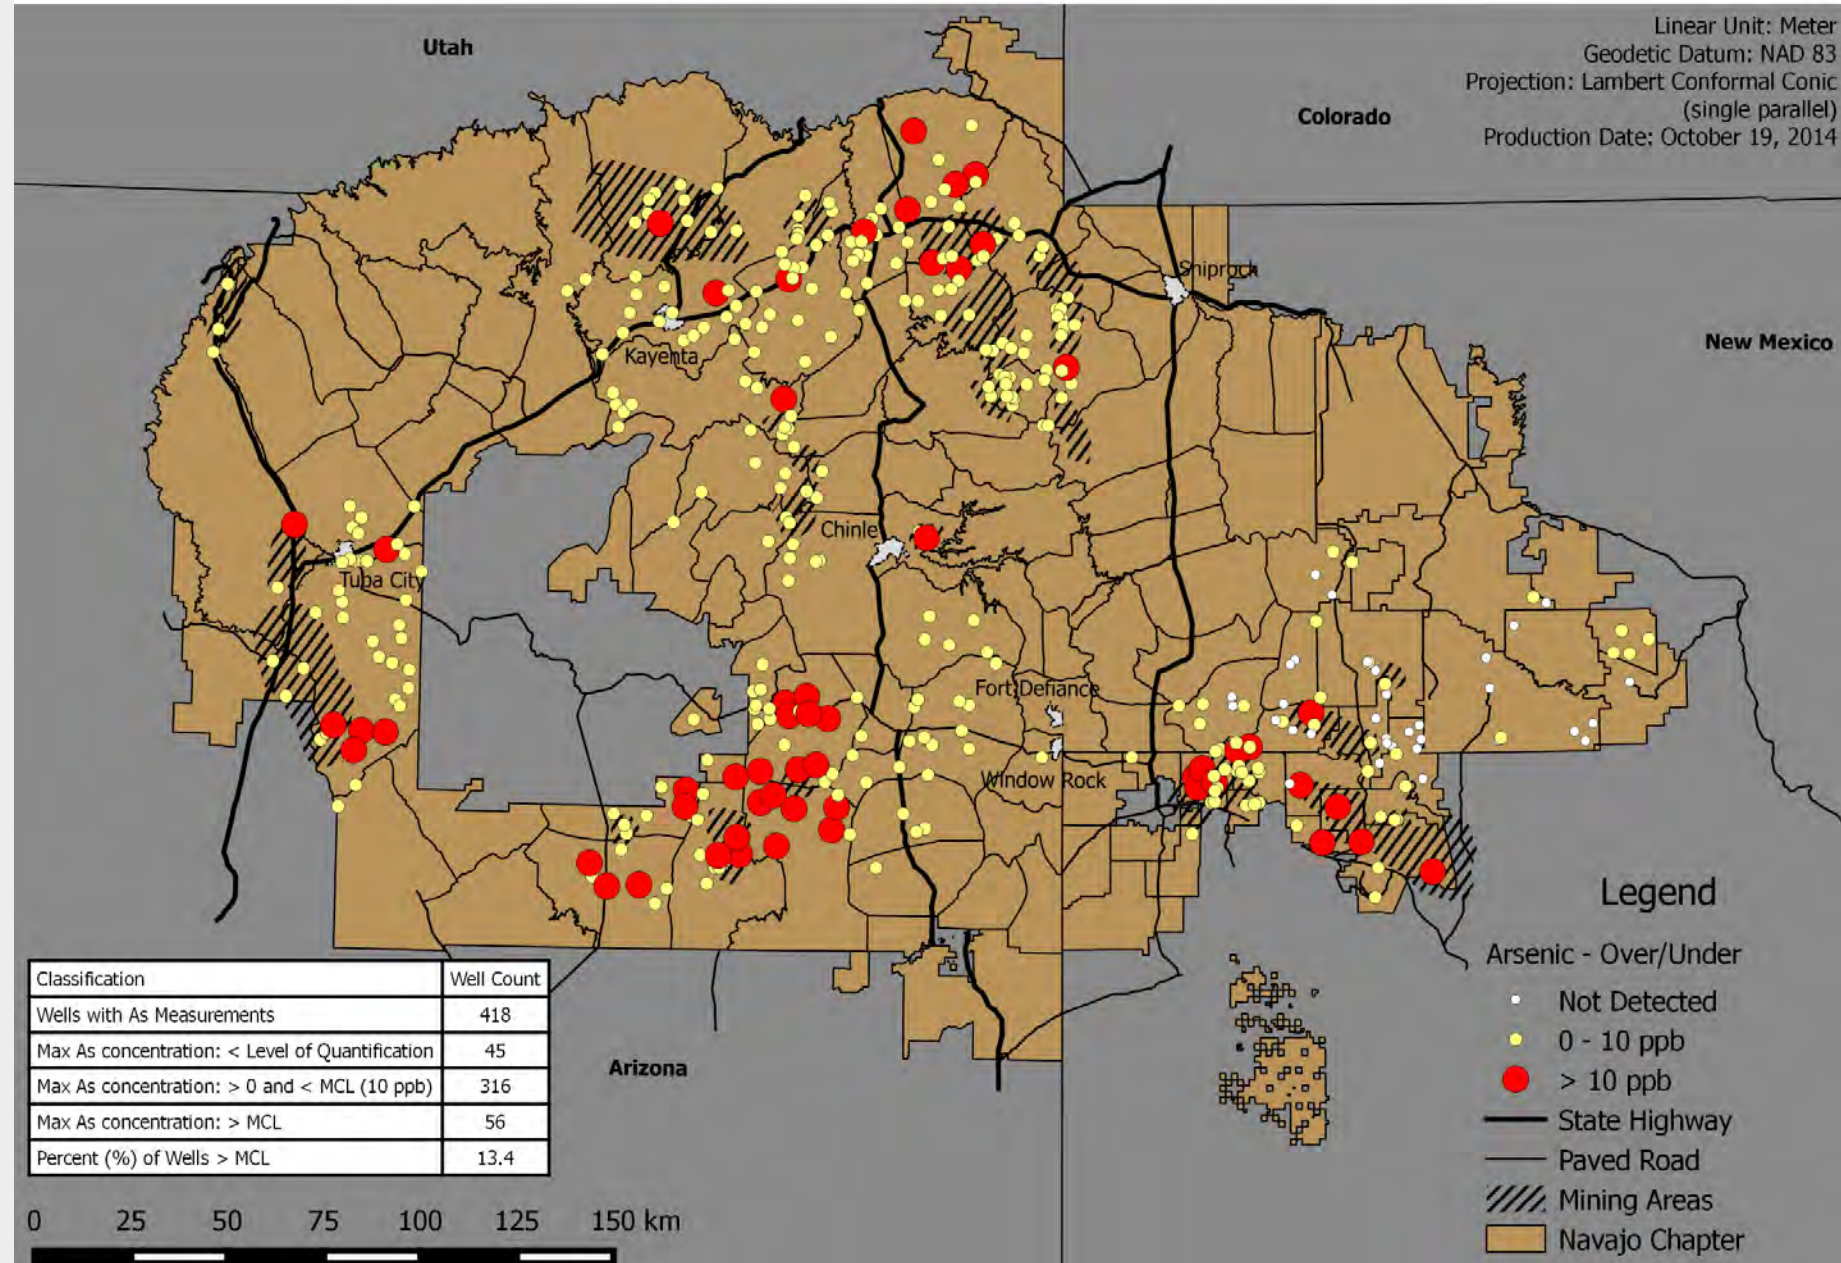 Linear Unit: Meter
Geodetic Datum: NAD 83
Projection: Lambert Conformal Conic
(single parallel)
Production Date: October 19, 2014
Utah
Colorado
Shiprock
New Mexico
Kayenta
Chinle
Tuba City
Fort Defiance
Window Rock
Arizona
Classification Well Count
Wells with As Measurements 418
Max As concentration: < Level of Quantification 45
Max As concentration: > 0 and < MCL (10 ppb) 316
Max As concentration: > MCL 56
Percent (%) of Wells > MCL 13.4
0 25 50 75 100 125 150 km
Legend
Arsenic - Over/Under
Not Detected
0 - 10 ppb
> 10 ppb
State Highway
Paved Road
Mining Areas
Navajo Chapter